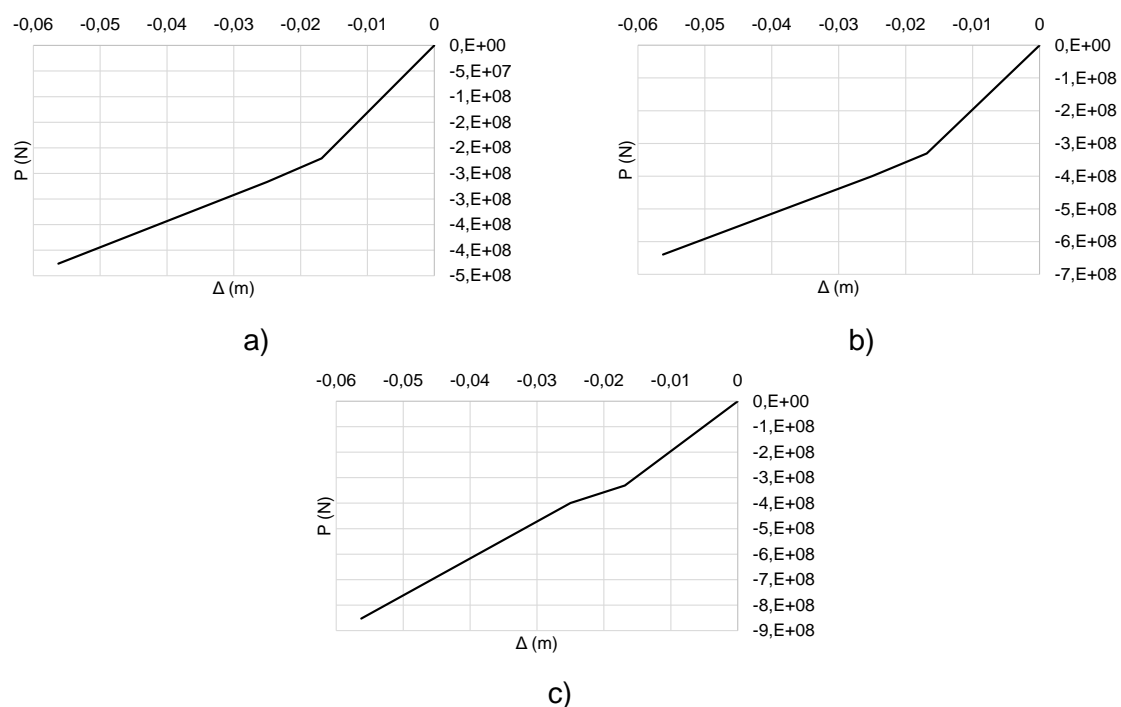 -0,06 -0,05 -0,04 -0,03 -0,02 -0,01 0
0,E+00
-5,E+07
-1,E+08
-2,E+08
-2,E+08
-3,E+08
-3,E+08
-4,E+08
-4,E+08
-5,E+08
P (N)
Δ (m)
a)
-0,06 -0,05 -0,04 -0,03 -0,02 -0,01 0
0,E+00
-1,E+08
-2,E+08
-3,E+08
-4,E+08
-5,E+08
-6,E+08
-7,E+08
P (N)
Δ (m)
b)
-0,06 -0,05 -0,04 -0,03 -0,02 -0,01 0
0,E+00
-1,E+08
-2,E+08
-3,E+08
-4,E+08
-5,E+08
-6,E+08
-7,E+08
-8,E+08
-9,E+08
P (N)
Δ (m)
c)